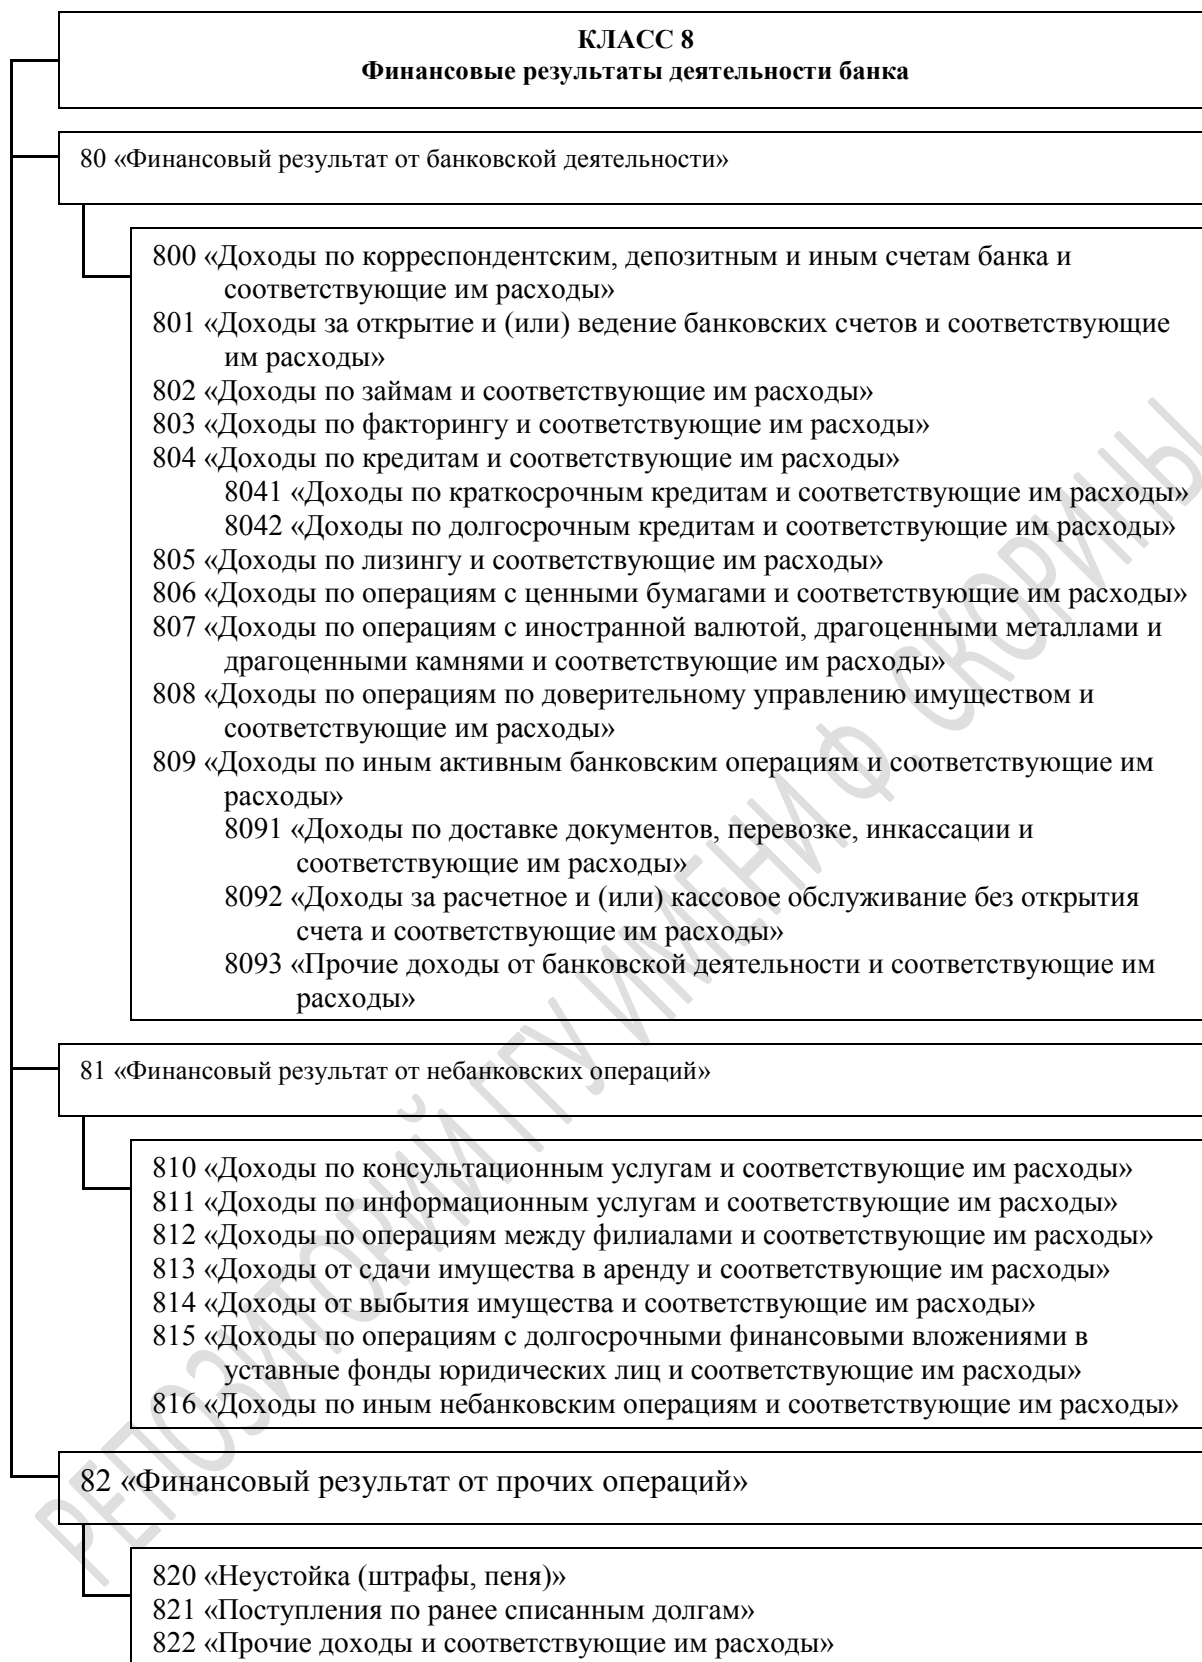 КЛАСС 8
Финансовые результаты деятельности банка
80 «Финансовый результат от банковской деятельности»
800 «Доходы по корреспондентским, депозитным и иным счетам банка и
соответствующие им расходы»
801 «Доходы за открытие и (или) ведение банковских счетов и соответствующие
им расходы»
802 «Доходы по займам и соответствующие им расходы»
803 «Доходы по факторингу и соответствующие им расходы»
804 «Доходы по кредитам и соответствующие им расходы»
8041 «Доходы по краткосрочным кредитам и соответствующие им расходы»
8042 «Доходы по долгосрочным кредитам и соответствующие им расходы»
805 «Доходы по лизингу и соответствующие им расходы»
806 «Доходы по операциям с ценными бумагами и соответствующие им расходы»
807 «Доходы по операциям с иностранной валютой, драгоценными металлами и
драгоценными камнями и соответствующие им расходы»
808 «Доходы по операциям по доверительному управлению имуществом и
соответствующие им расходы»
809 «Доходы по иным активным банковским операциям и соответствующие им
расходы»
8091 «Доходы по доставке документов, перевозке, инкассации и
соответствующие им расходы»
8092 «Доходы за расчетное и (или) кассовое обслуживание без открытия
счета и соответствующие им расходы»
8093 «Прочие доходы от банковской деятельности и соответствующие им
расходы»
81 «Финансовый результат от небанковских операций»
810 «Доходы по консультационным услугам и соответствующие им расходы»
811 «Доходы по информационным услугам и соответствующие им расходы»
812 «Доходы по операциям между филиалами и соответствующие им расходы»
813 «Доходы от сдачи имущества в аренду и соответствующие им расходы»
814 «Доходы от выбытия имущества и соответствующие им расходы»
815 «Доходы по операциям с долгосрочными финансовыми вложениями в
уставные фонды юридических лиц и соответствующие им расходы»
816 «Доходы по иным небанковским операциям и соответствующие им расходы»
82 «Финансовый результат от прочих операций»
820 «Неустойка (штрафы, пеня)»
821 «Поступления по ранее списанным долгам»
822 «Прочие доходы и соответствующие им расходы»
РЕПОЗИТОРИЙ ГГУ ИМЕНИ Ф. СКОРИНЫ